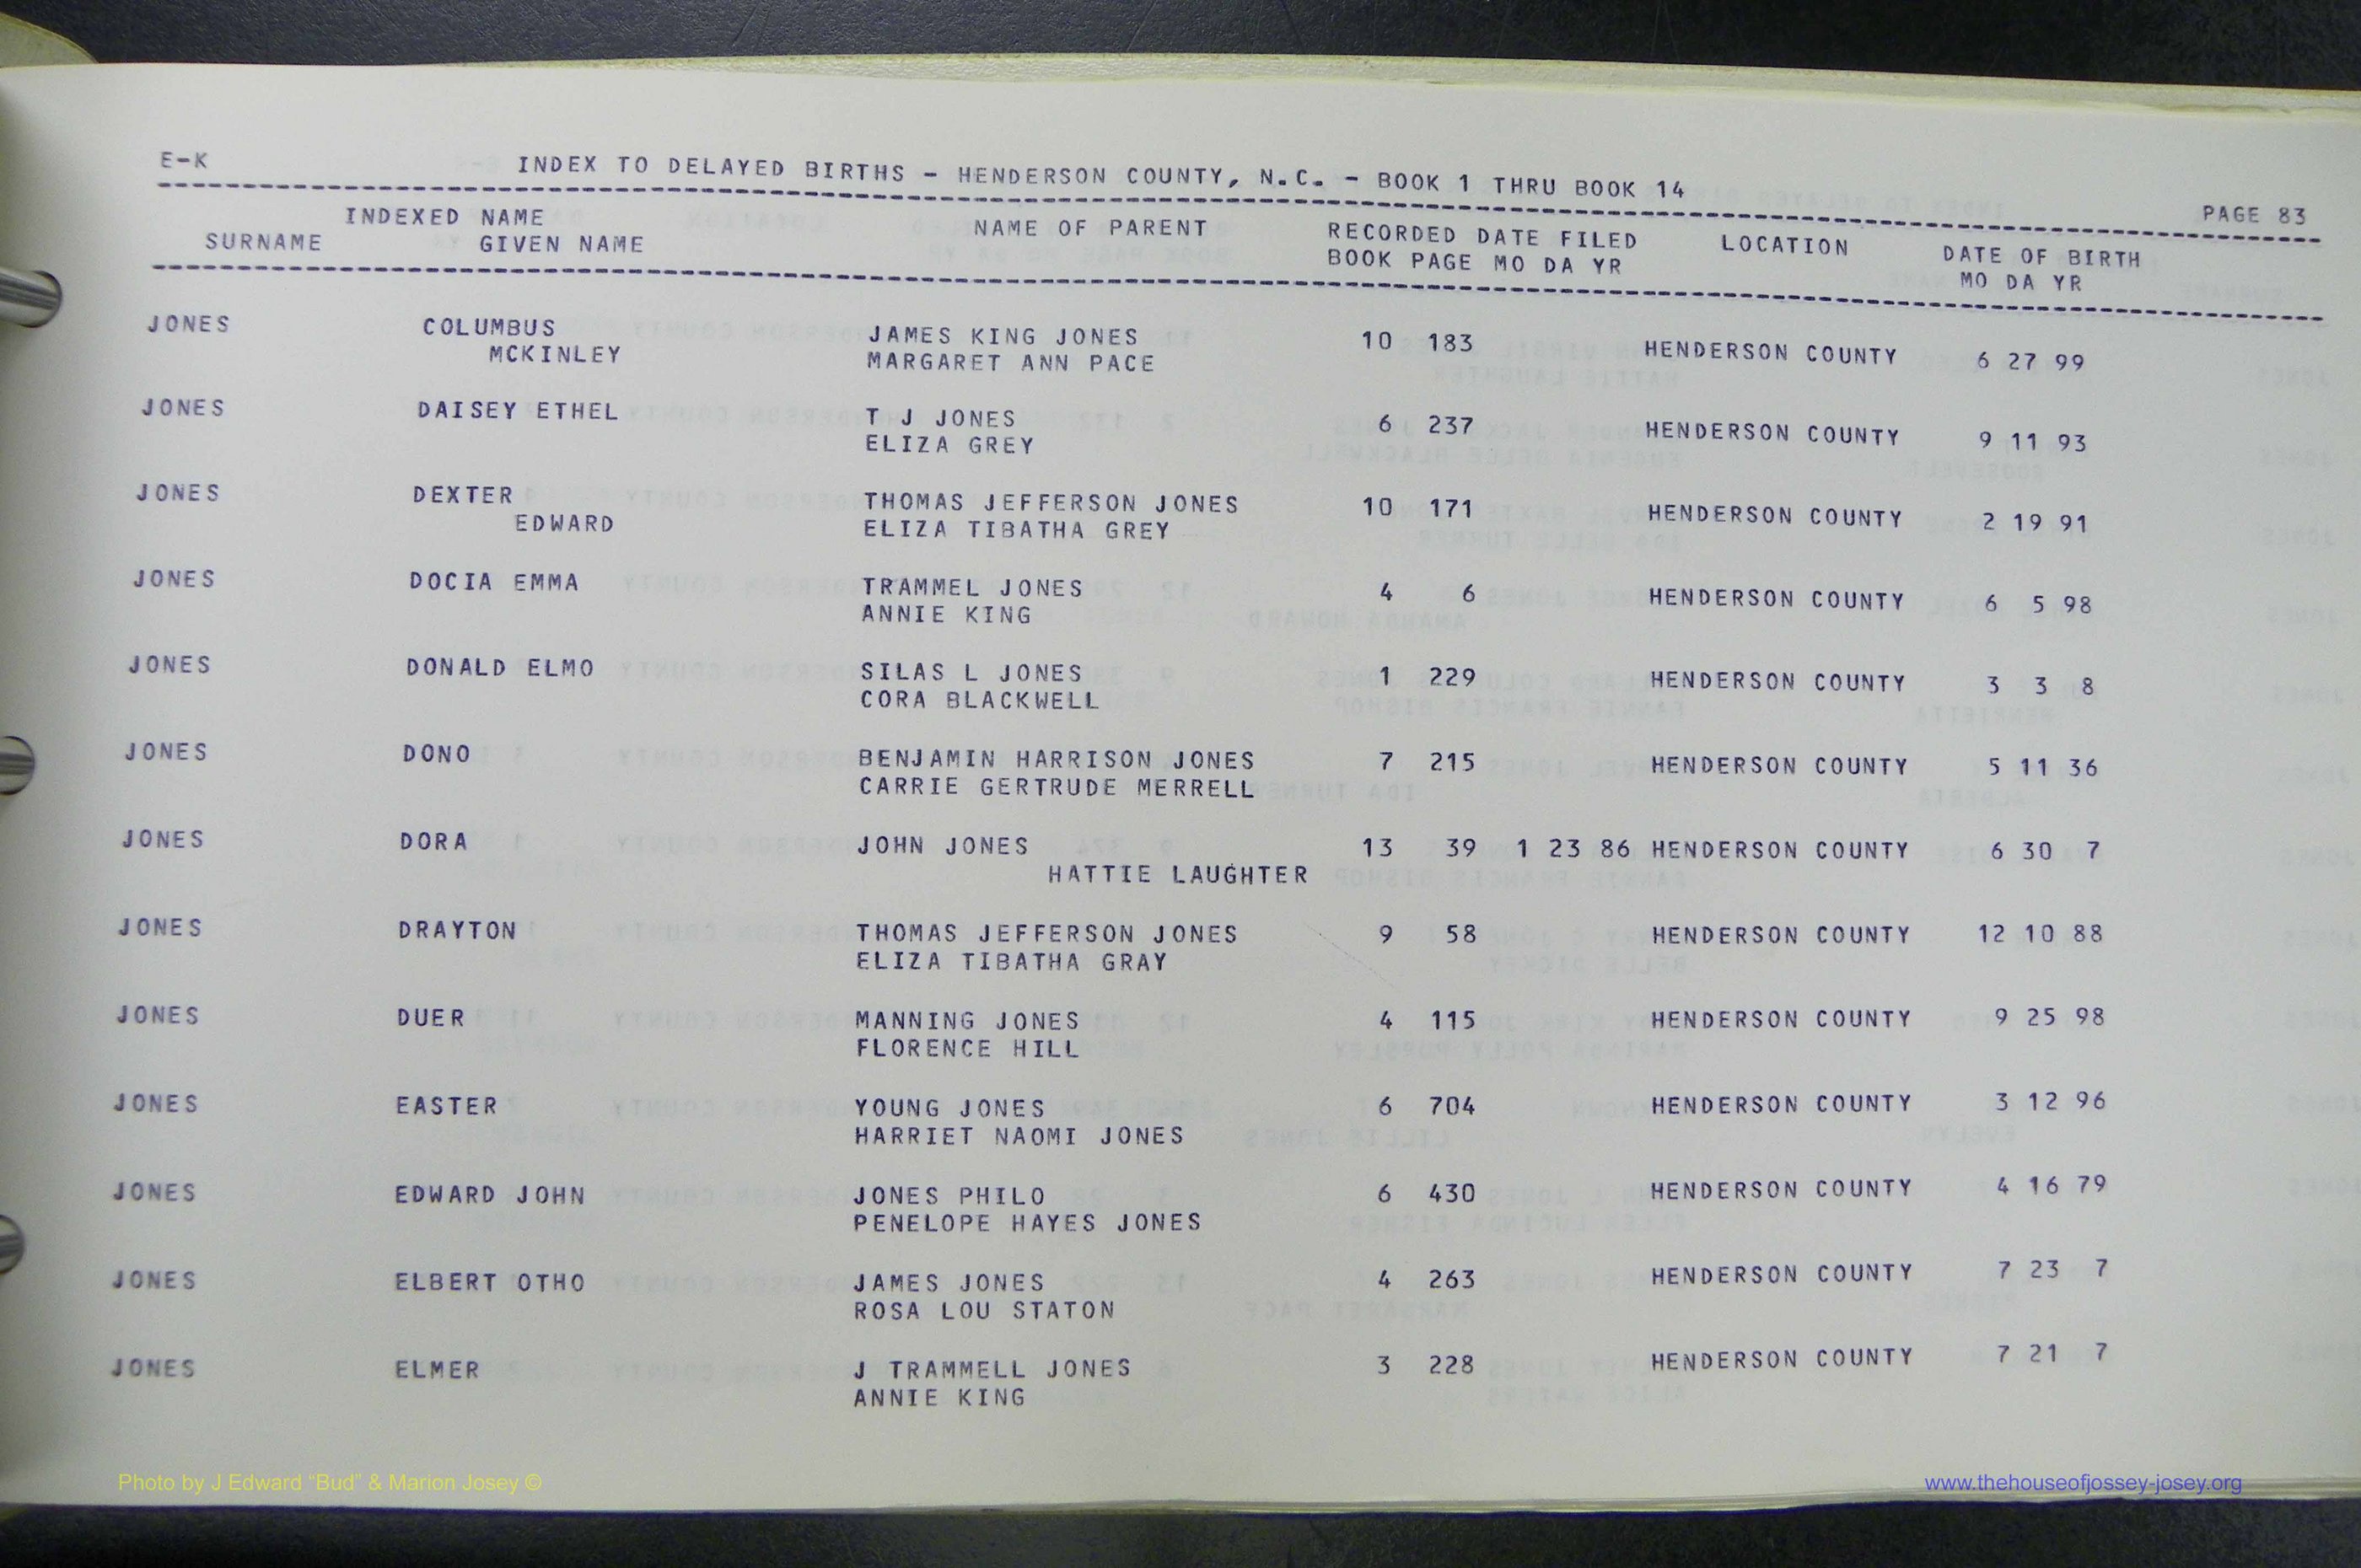 E-K INDEX TO DELAYED BIRTHS - HENDERSON COUNTY, N.C. - BOOK 1 THRU BOOK 14 PAGE 83
INDEXED NAME NAME OF PARENT RECORDED DATE FILED LOCATION DATE OF BIRTH
SURNAME GIVEN NAME BOOK PAGE MO DA YR MO DA YR
JONES COLUMBUS JAMES KING JONES 10 183 HENDERSON COUNTY 6 27 99
MCKINLEY MARGARET ANN PACE
JONES DAISEY ETHEL T J JONES 6 237 HENDERSON COUNTY 9 11 93
ELIZA GREY
JONES DEXTER THOMAS JEFFERSON JONES 10 171 HENDERSON COUNTY 2 19 91
EDWARD ELIZA TIBATHA GREY
JONES DOCIA EMMA TRAMMEL JONES 4 6 HENDERSON COUNTY 6 5 98
ANNIE KING
JONES DONALD ELMO SILAS L JONES 1 229 HENDERSON COUNTY 3 3 8
CORA BLACKWELL
JONES DONO BENJAMIN HARRISON JONES 7 215 HENDERSON COUNTY 5 11 36
CARRIE GERTRUDE MERRELL
JONES DORA JOHN JONES 13 39 1 23 86 HENDERSON COUNTY 6 30 7
HATTIE LAUGHTER
JONES DRAYTON THOMAS JEFFERSON JONES 9 58 HENDERSON COUNTY 12 10 88
ELIZA TIBATHA GRAY
JONES DUER MANNING JONES 4 115 HENDERSON COUNTY 9 25 98
FLORENCE HILL
JONES EASTER YOUNG JONES 6 704 HENDERSON COUNTY 3 12 96
HARRIET NAOMI JONES
JONES EDWARD JOHN JONES PHILO 6 430 HENDERSON COUNTY 4 16 79
PENELOPE HAYES JONES
JONES ELBERT OTHO JAMES JONES 4 263 HENDERSON COUNTY 7 23 7
ROSA LOU STATON
JONES ELMER J TRAMMELL JONES 3 228 HENDERSON COUNTY 7 21 7
ANNIE KING
Photo by J Edward “Bud” & Marion Josey © www.thehouseofjossey-josey.org